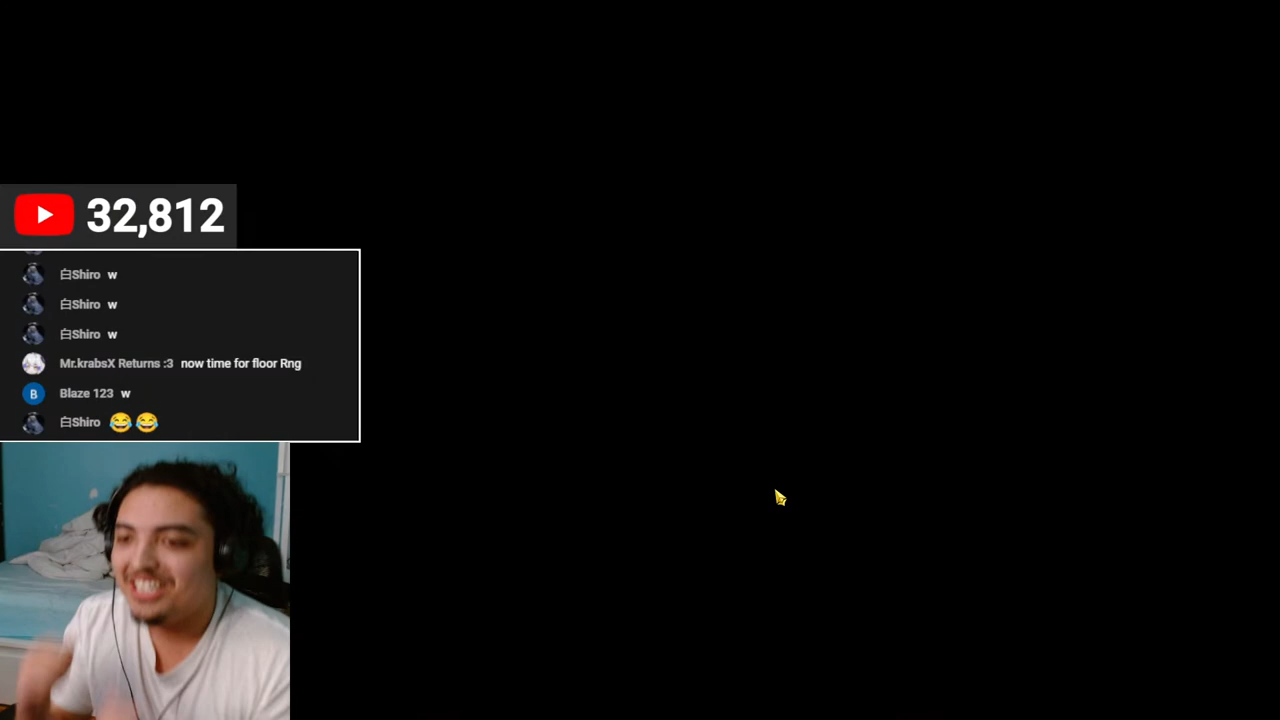 32,812
白Shiro w
白Shiro w
白Shiro w
Mr.krabsX Returns :3 now time for floor Rng
B Blaze 123 w
白Shiro 😂😂